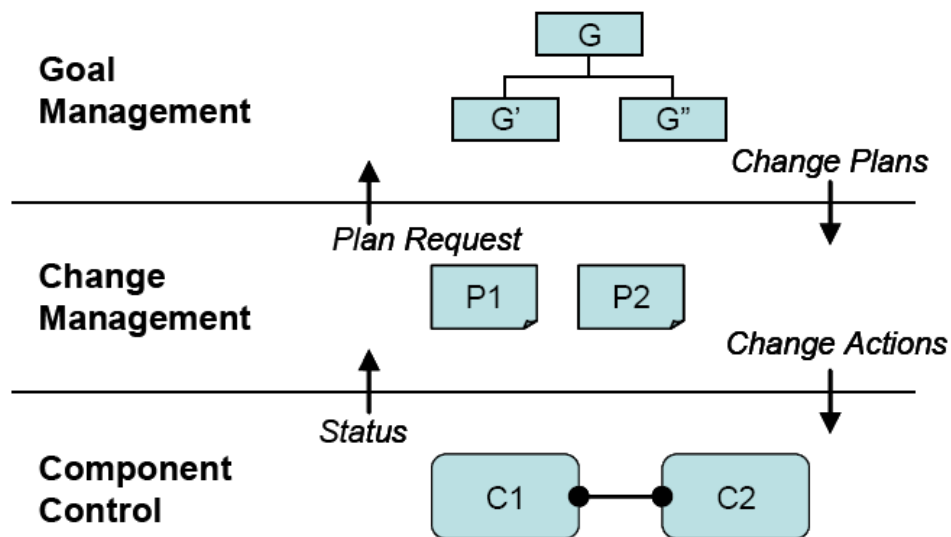 G
Goal
Management
G’ G”
Change Plans
Plan Request
Change
Management
P1 P2
Change Actions
Status
Component
Control
C1 C2